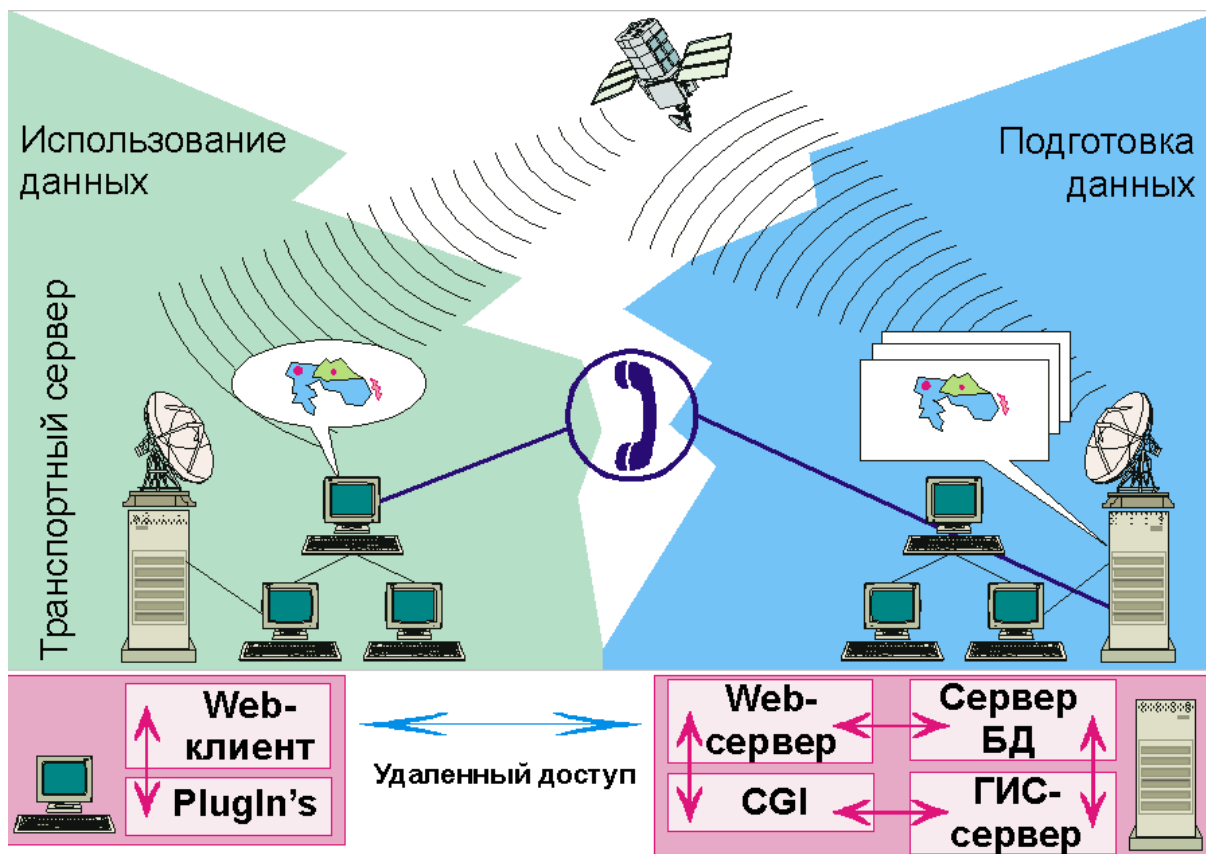 Использование
данных
Подготовка
данных
Транспортный сервер
Web-
клиент
PlugIn's
Удаленный доступ
Web-
сервер
CGI
Сервер
БД
ГИС-
сервер